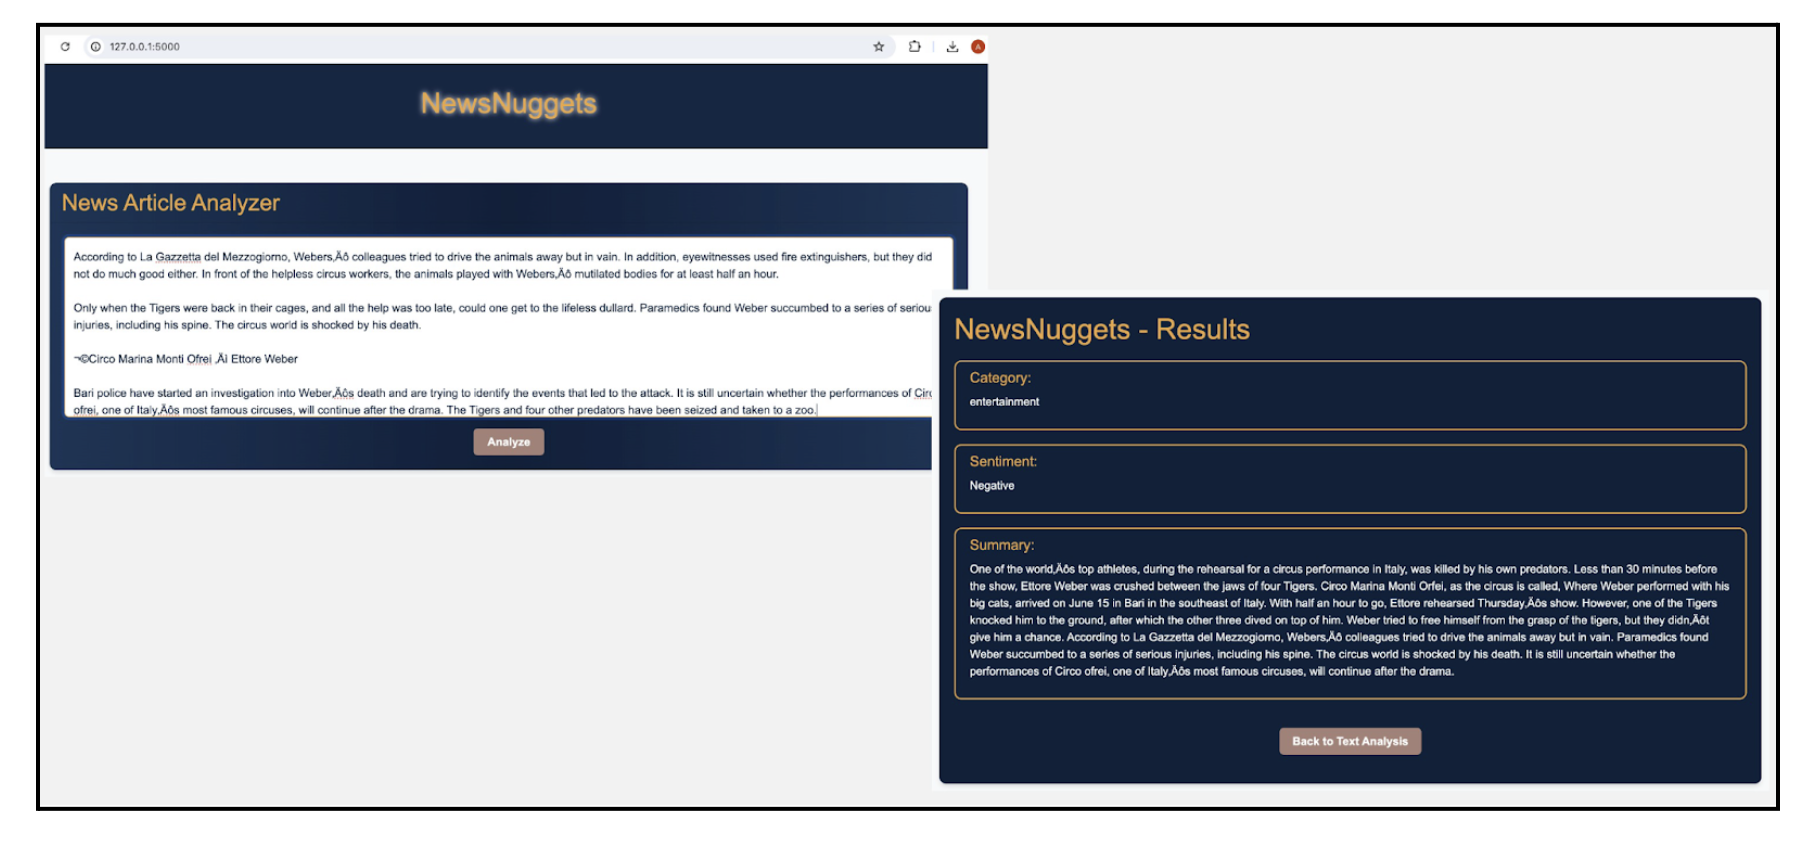 127.0.0.1:5000
A
NewsNuggets
News Article Analyzer
According to La Gazzetta del Mezzogiorno, Webers‚Äô colleagues tried to drive the animals away but in vain. In addition, eyewitnesses used fire extinguishers, but they did
not do much good either. In front of the helpless circus workers, the animals played with Webers‚Äô mutilated bodies for at least half an hour.
Only when the Tigers were back in their cages, and all the help was too late, could one get to the lifeless dullard. Paramedics found Weber succumbed to a series of seriou
injuries, including his spine. The circus world is shocked by his death.
¬©Circo Marina Monti Ofrei ‚Äì Ettore Weber
Bari police have started an investigation into Weber‚Äôs death and are trying to identify the events that led to the attack. It is still uncertain whether the performances of Circ
ofrei, one of Italy‚Äôs most famous circuses, will continue after the drama. The Tigers and four other predators have been seized and taken to a zoo.
Analyze
NewsNuggets - Results
Category:
entertainment
Sentiment:
Negative
Summary:
One of the world‚Äôs top athletes, during the rehearsal for a circus performance in Italy, was killed by his own predators. Less than 30 minutes before
the show, Ettore Weber was crushed between the jaws of four Tigers. Circo Marina Monti Orfei, as the circus is called, Where Weber performed with his
big cats, arrived on June 15 in Bari in the southeast of Italy. With half an hour to go, Ettore rehearsed Thursday‚Äôs show. However, one of the Tigers
knocked him to the ground, after which the other three dived on top of him. Weber tried to free himself from the grasp of the tigers, but they didn‚Äôt
give him a chance. According to La Gazzetta del Mezzogiorno, Webers‚Äô colleagues tried to drive the animals away but in vain. Paramedics found
Weber succumbed to a series of serious injuries, including his spine. The circus world is shocked by his death. It is still uncertain whether the
performances of Circo ofrei, one of Italy‚Äôs most famous circuses, will continue after the drama.
Back to Text Analysis